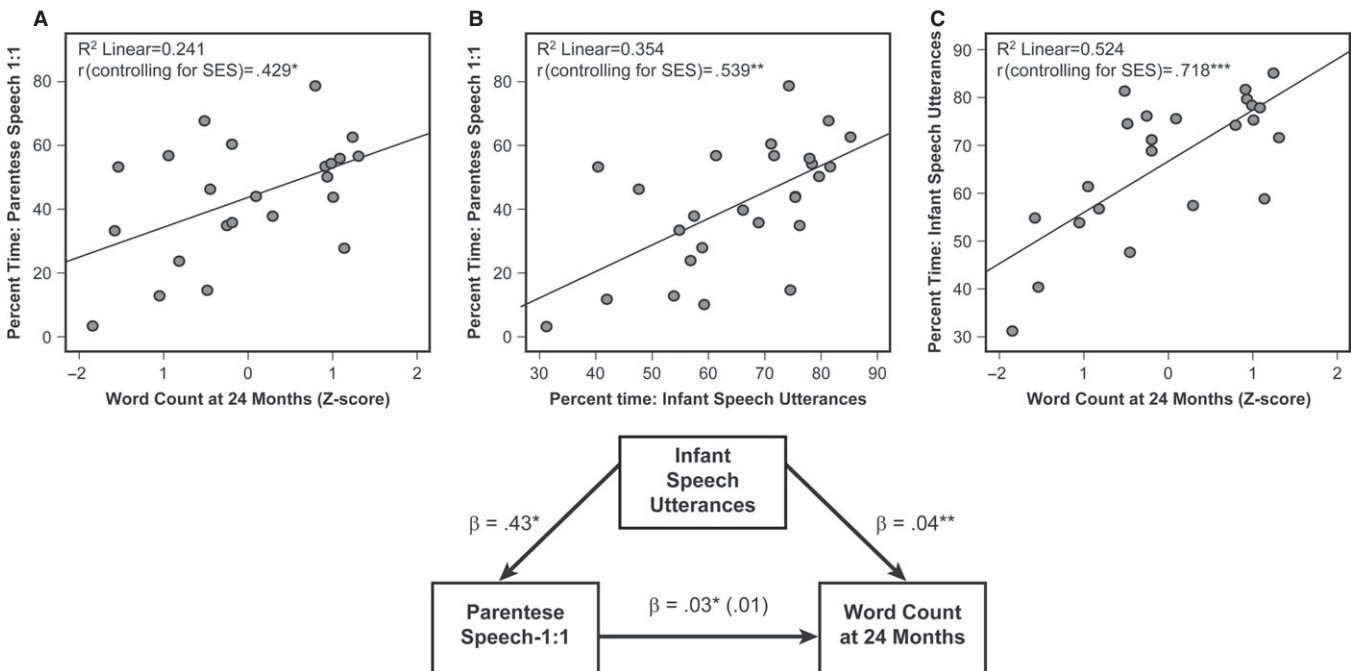 A
R² Linear=0.241
r(controlling for SES)=.429*
Percent Time: Parentese Speech 1:1
80
60
40
20
0
−2
1
0
1
2
Word Count at 24 Months (Z-score)
B
R² Linear=0.354
r(controlling for SES)=.539**
Percent Time: Parentese Speech 1:1
80
60
40
20
0
30
40
50
60
70
80
90
Percent time: Infant Speech Utterances
C
R² Linear=0.524
r(controlling for SES)=.718***
Percent Time: Infant Speech Utterances
90
80
70
60
50
40
30
−2
1
0
1
2
Word Count at 24 Months (Z-score)
Infant
Speech
Utterances
β = .43*
β = .04**
Parentese
Speech-1:1
β = .03* (.01)
Word Count
at 24 Months